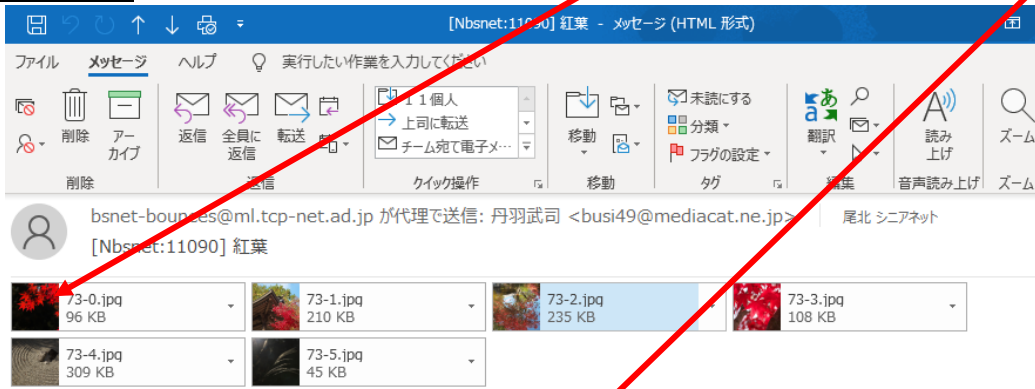 [Nbsnet:11090] 紅葉 - メッセージ (HTML 形式)
ファイル メッセージ ヘルプ 実行したい作業を入力してください
削除 アーカイブ 返信 全員に返信 転送 1 1 個人 上司に転送 チーム宛て電子メ… 移動 未読にする 分類 フラグの設定 翻訳 読み上げ ズーム
削除 返信 クイック操作 移動 タグ 編集 音声読み上げ ズーム
bsnet-bounces@ml.tcp-net.ad.jp が代理で送信: 丹羽武司 <busi49@mediacat.ne.jp> 尾北 シニアネット
[Nbsnet:11090] 紅葉
73-0.jpg 73-1.jpg 73-2.jpg 73-3.jpg
96 KB 210 KB 235 KB 108 KB
73-4.jpg 73-5.jpg
309 KB 45 KB